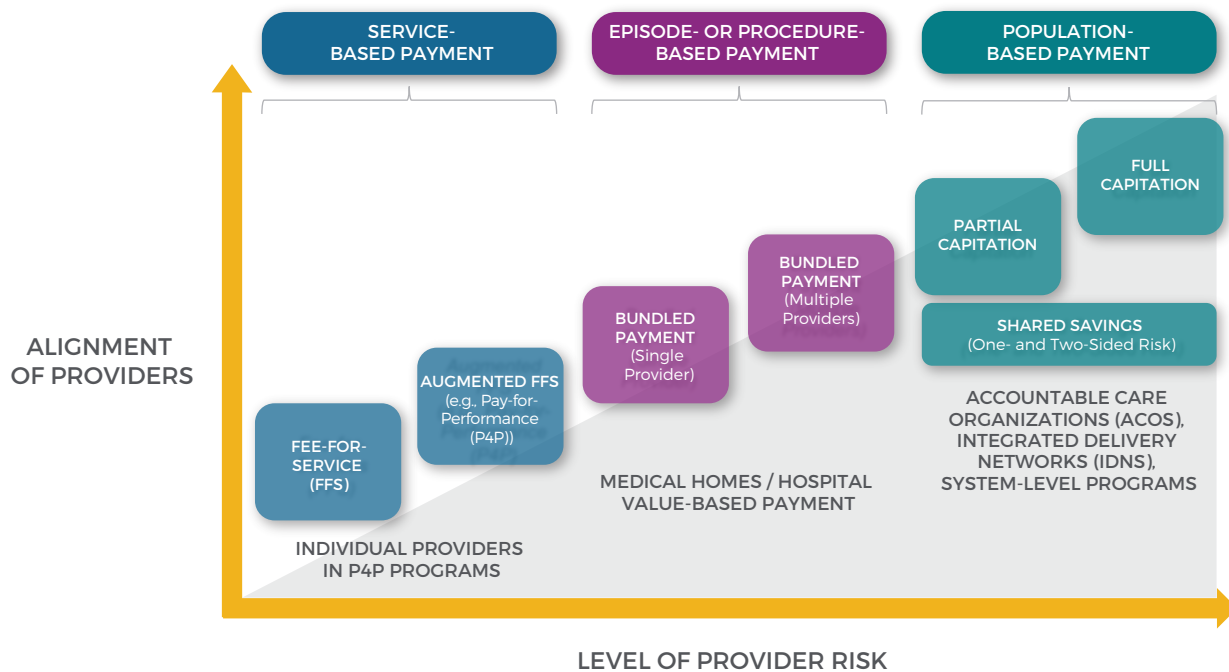 SERVICE-
BASED PAYMENT
EPISODE- OR PROCEDURE-
BASED PAYMENT
POPULATION-
BASED PAYMENT
FULL
CAPITATION
PARTIAL
CAPITATION
BUNDLED
PAYMENT
(Multiple
Providers)
BUNDLED
PAYMENT
(Single
Provider)
SHARED SAVINGS
(One- and Two-Sided Risk)
ALIGNMENT
OF PROVIDERS
AUGMENTED FFS
(e.g., Pay-for-
Performance
(P4P))
FEE-FOR-
SERVICE
(FFS)
ACCOUNTABLE CARE
ORGANIZATIONS (ACOS),
INTEGRATED DELIVERY
NETWORKS (IDNS),
SYSTEM-LEVEL PROGRAMS
MEDICAL HOMES / HOSPITAL
VALUE-BASED PAYMENT
INDIVIDUAL PROVIDERS
IN P4P PROGRAMS
LEVEL OF PROVIDER RISK